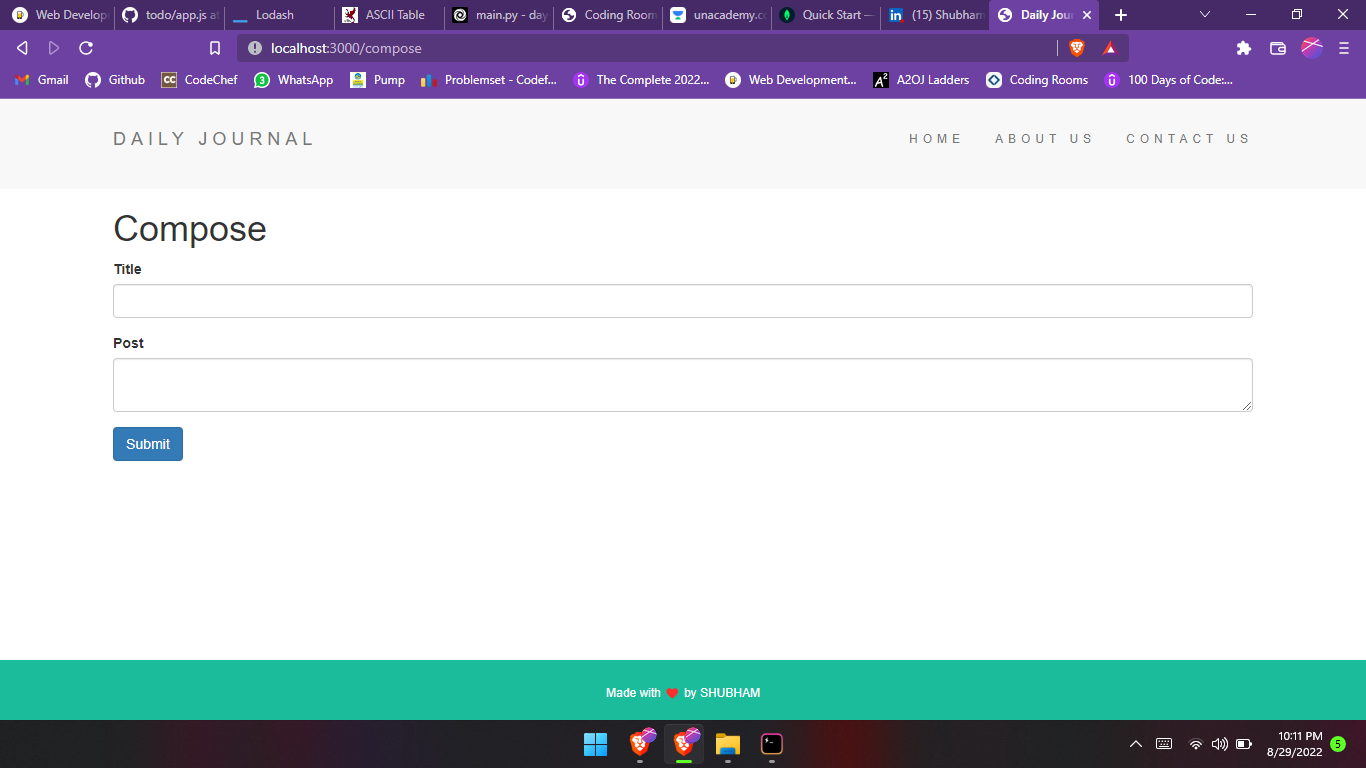 Web Develop
todo/app.js at
Lodash
ASCII Table
main.py - day
Coding Room
unacademy.co
Quick Start —
(15) Shubham
Daily Jour
localhost:3000/compose
Gmail
Github
CodeChef
3
WhatsApp
Pump
Problemset - Codef...
The Complete 2022...
Web Development...
A2OJ Ladders
Coding Rooms
100 Days of Code:...
DAILY JOURNAL
HOME
ABOUT US
CONTACT US
Compose
Title
Post
Submit
Made with ❤ by SHUBHAM
10:11 PM
8/29/2022
5